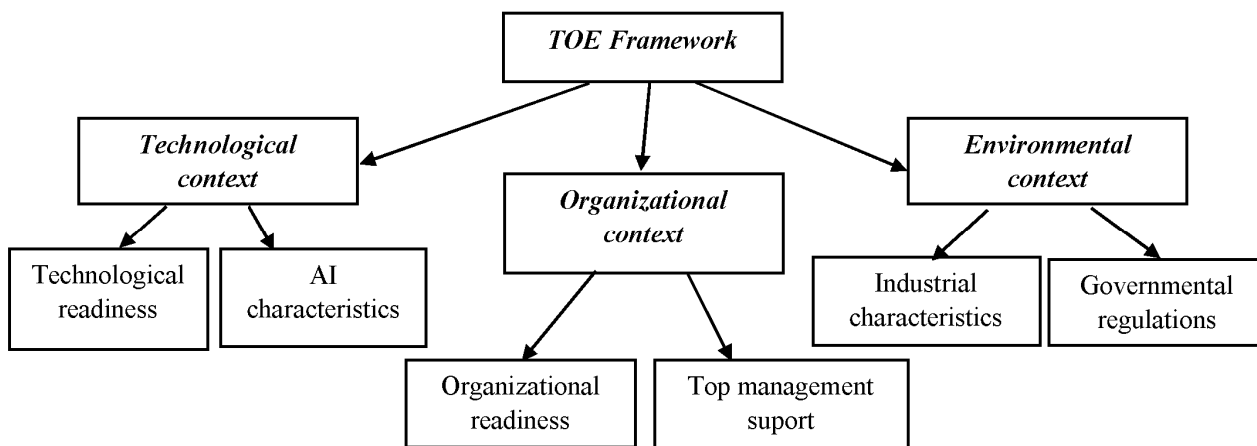 TOE Framework
Technological
context
Organizational
context
Environmental
context
Technological
readiness
AI
characteristics
Organizational
readiness
Top management
suport
Industrial
characteristics
Governmental
regulations